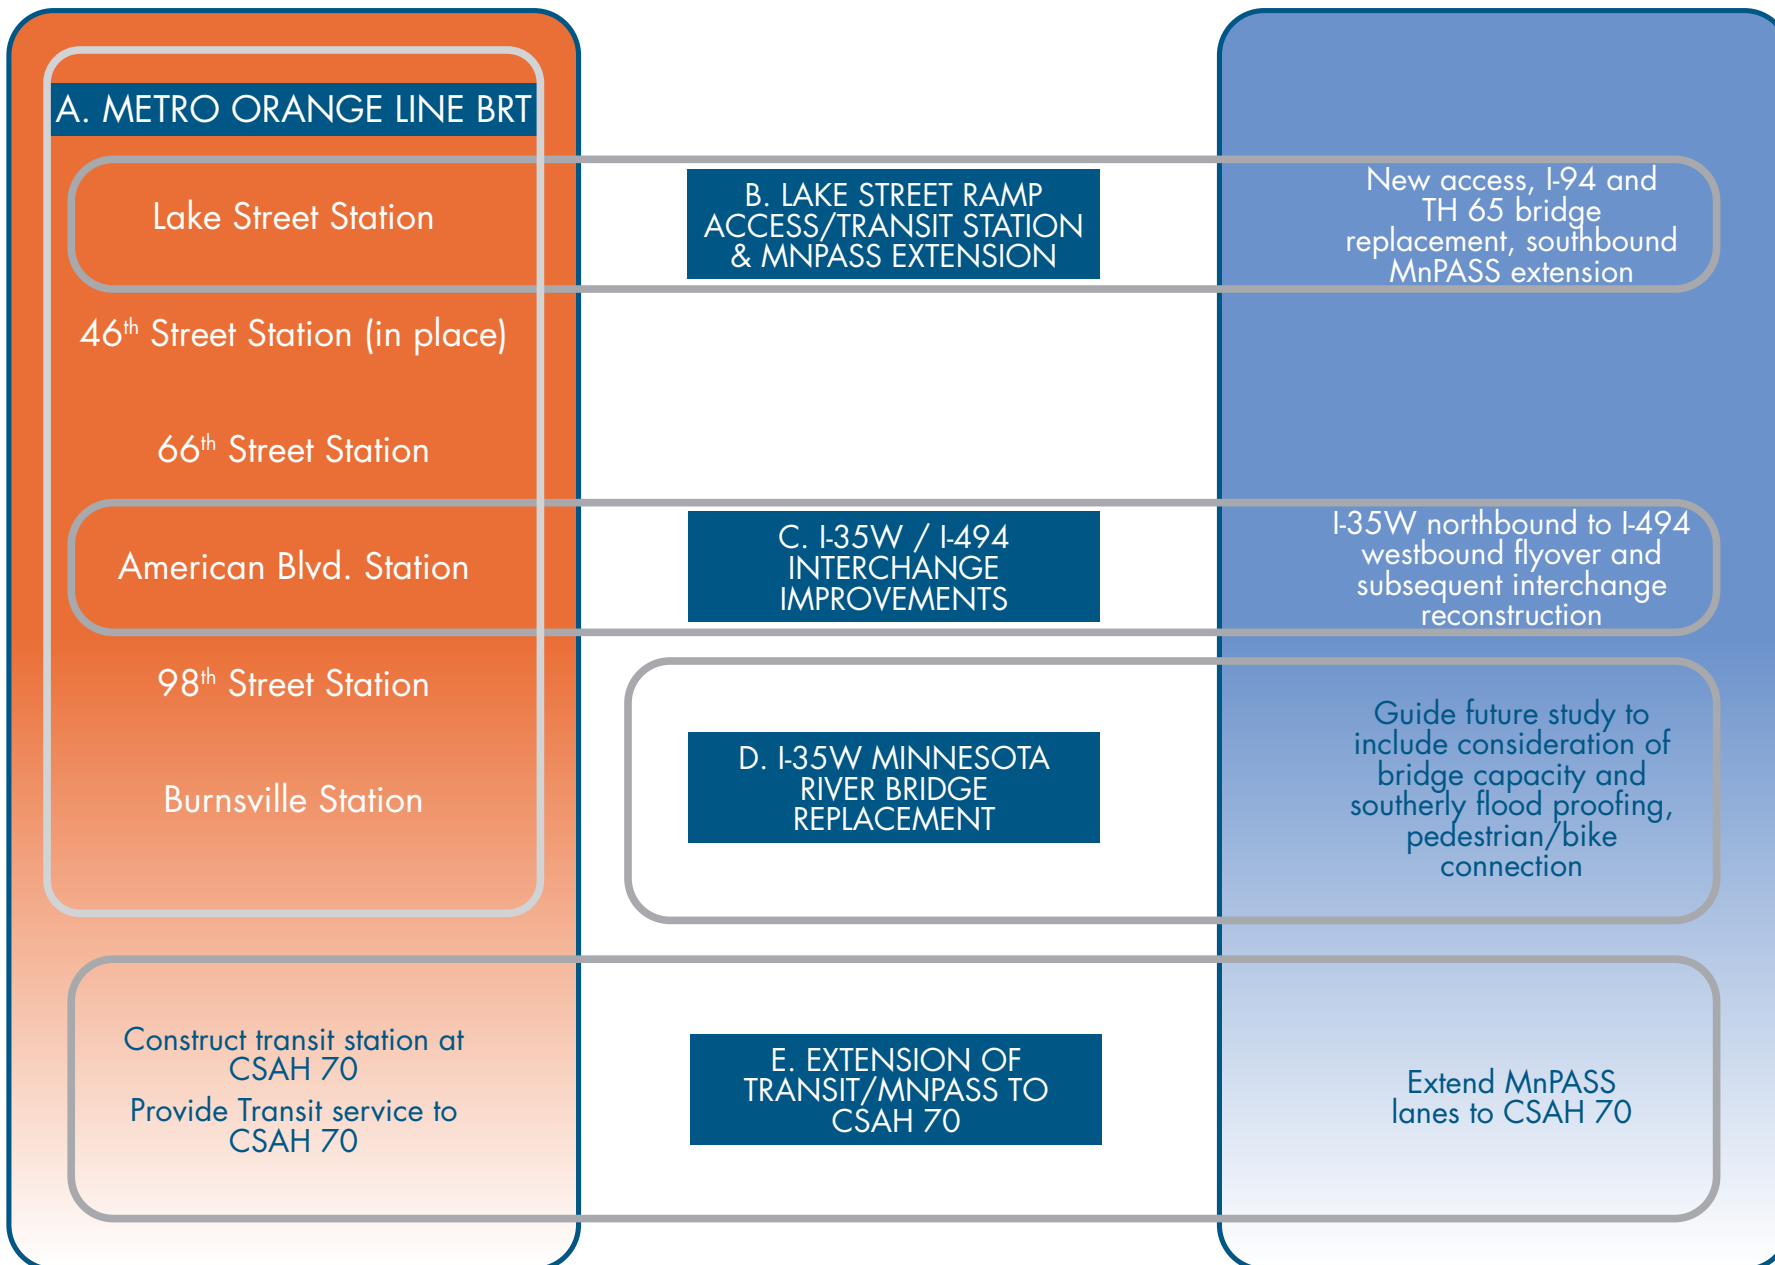 A. METRO ORANGE LINE BRT
Lake Street Station
B. LAKE STREET RAMP
ACCESS/TRANSIT STATION
& MNPASS EXTENSION
New access, I-94 and
TH 65 bridge
replacement, southbound
MnPASS extension
46th Street Station (in place)
66th Street Station
American Blvd. Station
C. I-35W / I-494
INTERCHANGE
IMPROVEMENTS
I-35W northbound to I-494
westbound flyover and
subsequent interchange
reconstruction
98th Street Station
Burnsville Station
D. I-35W MINNESOTA
RIVER BRIDGE
REPLACEMENT
Guide future study to
include consideration of
bridge capacity and
southerly flood proofing,
pedestrian/bike
connection
Construct transit station at
CSAH 70
Provide Transit service to
CSAH 70
E. EXTENSION OF
TRANSIT/MNPASS TO
CSAH 70
Extend MnPASS
lanes to CSAH 70